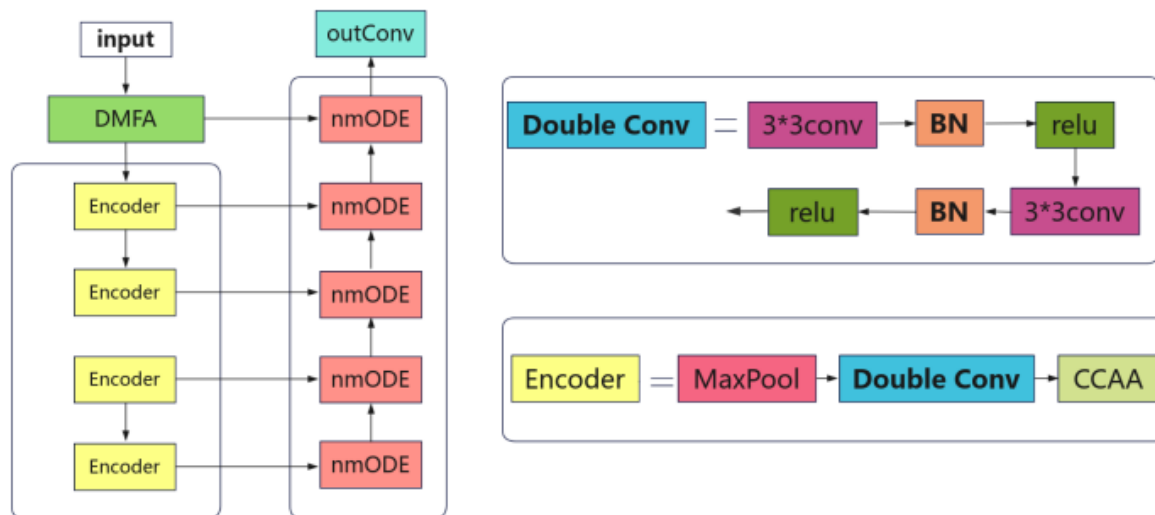 input
outConv
DMFA
nmODE
Encoder
nmODE
Encoder
nmODE
Encoder
nmODE
Encoder
nmODE
Double Conv = 3*3conv BN relu
relu BN 3*3conv
Encoder = MaxPool Double Conv CCAA